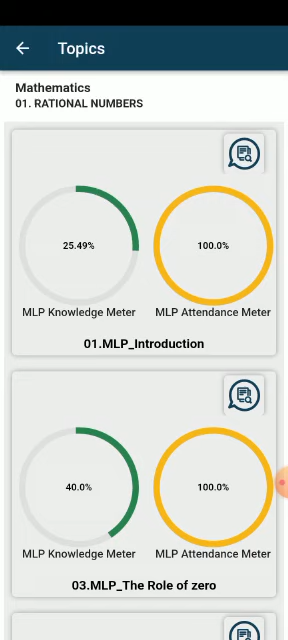 Topics
Mathematics
01. RATIONAL NUMBERS
25.49%
100.0%
MLP Knowledge Meter
MLP Attendance Meter
01.MLP_Introduction
40.0%
100.0%
MLP Knowledge Meter
MLP Attendance Meter
03.MLP_The Role of zero